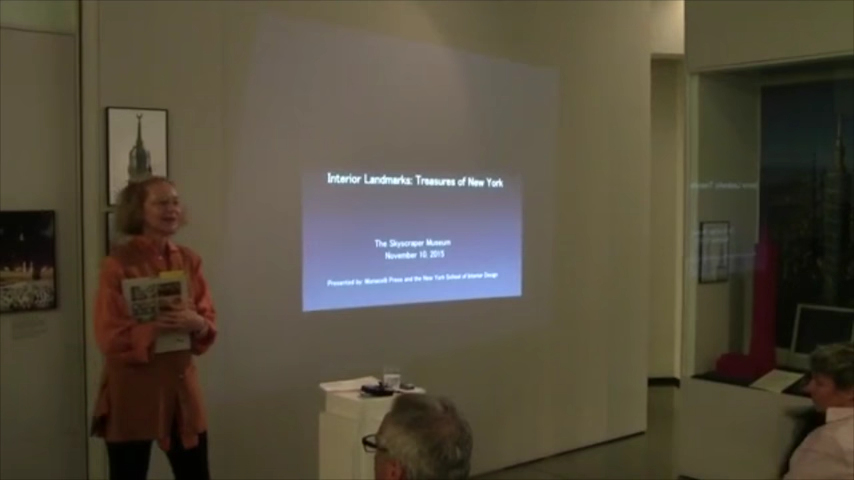 Interior Landmarks: Treasures of New York
The Skyscraper Museum
November 10, 2015
Presented by: Monacelli Press and the New York School of Interior Design